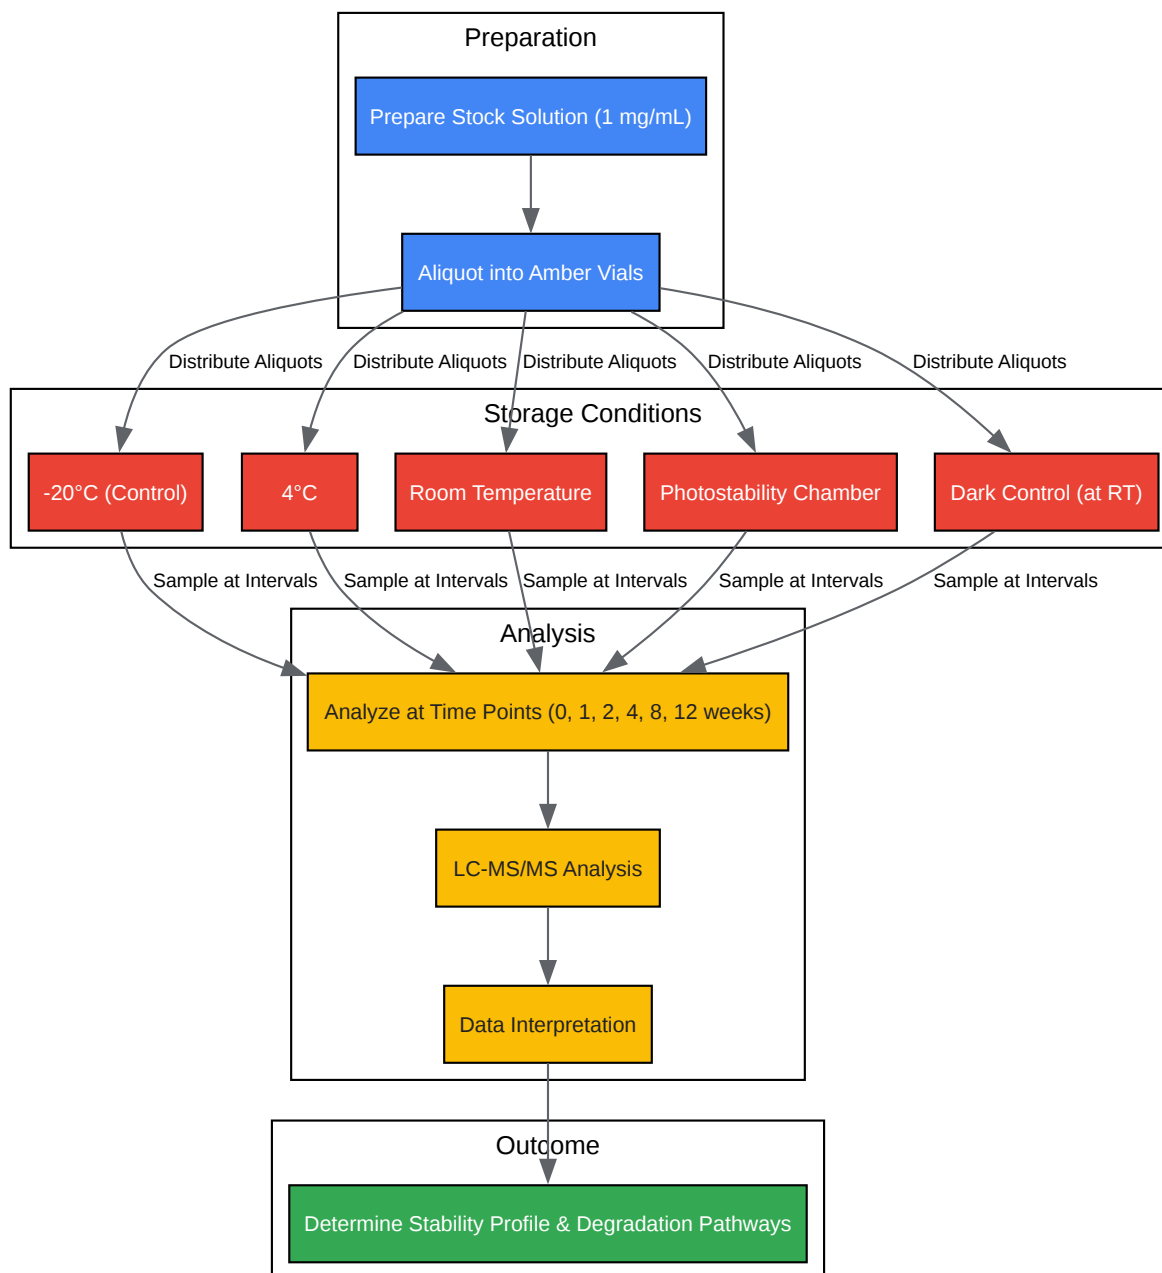 Preparation
Prepare Stock Solution (1 mg/mL)
Aliquot into Amber Vials
Distribute Aliquots
Distribute Aliquots
Distribute Aliquots
Distribute Aliquots
Distribute Aliquots
Storage Conditions
-20°C (Control)
4°C
Room Temperature
Photostability Chamber
Dark Control (at RT)
Sample at Intervals
Sample at Intervals
Sample at Intervals
Sample at Intervals
Sample at Intervals
Analysis
Analyze at Time Points (0, 1, 2, 4, 8, 12 weeks)
LC-MS/MS Analysis
Data Interpretation
Outcome
Determine Stability Profile & Degradation Pathways